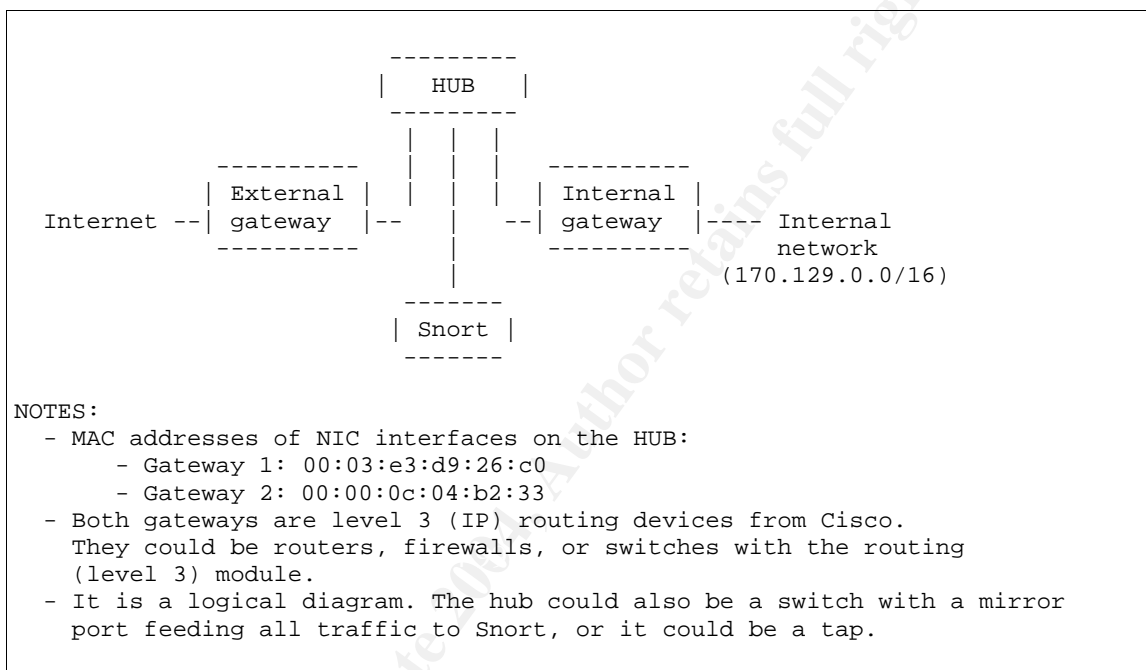 HUB
External
gateway
Internal
gateway
Internet
Internal
network
(170.129.0.0/16)
Snort
NOTES:
- MAC addresses of NIC interfaces on the HUB:
- Gateway 1: 00:03:e3:d9:26:c0
- Gateway 2: 00:00:0c:04:b2:33
- Both gateways are level 3 (IP) routing devices from Cisco.
They could be routers, firewalls, or switches with the routing
(level 3) module.
- It is a logical diagram. The hub could also be a switch with a mirror
port feeding all traffic to Snort, or it could be a tap.
2004, Author retains full